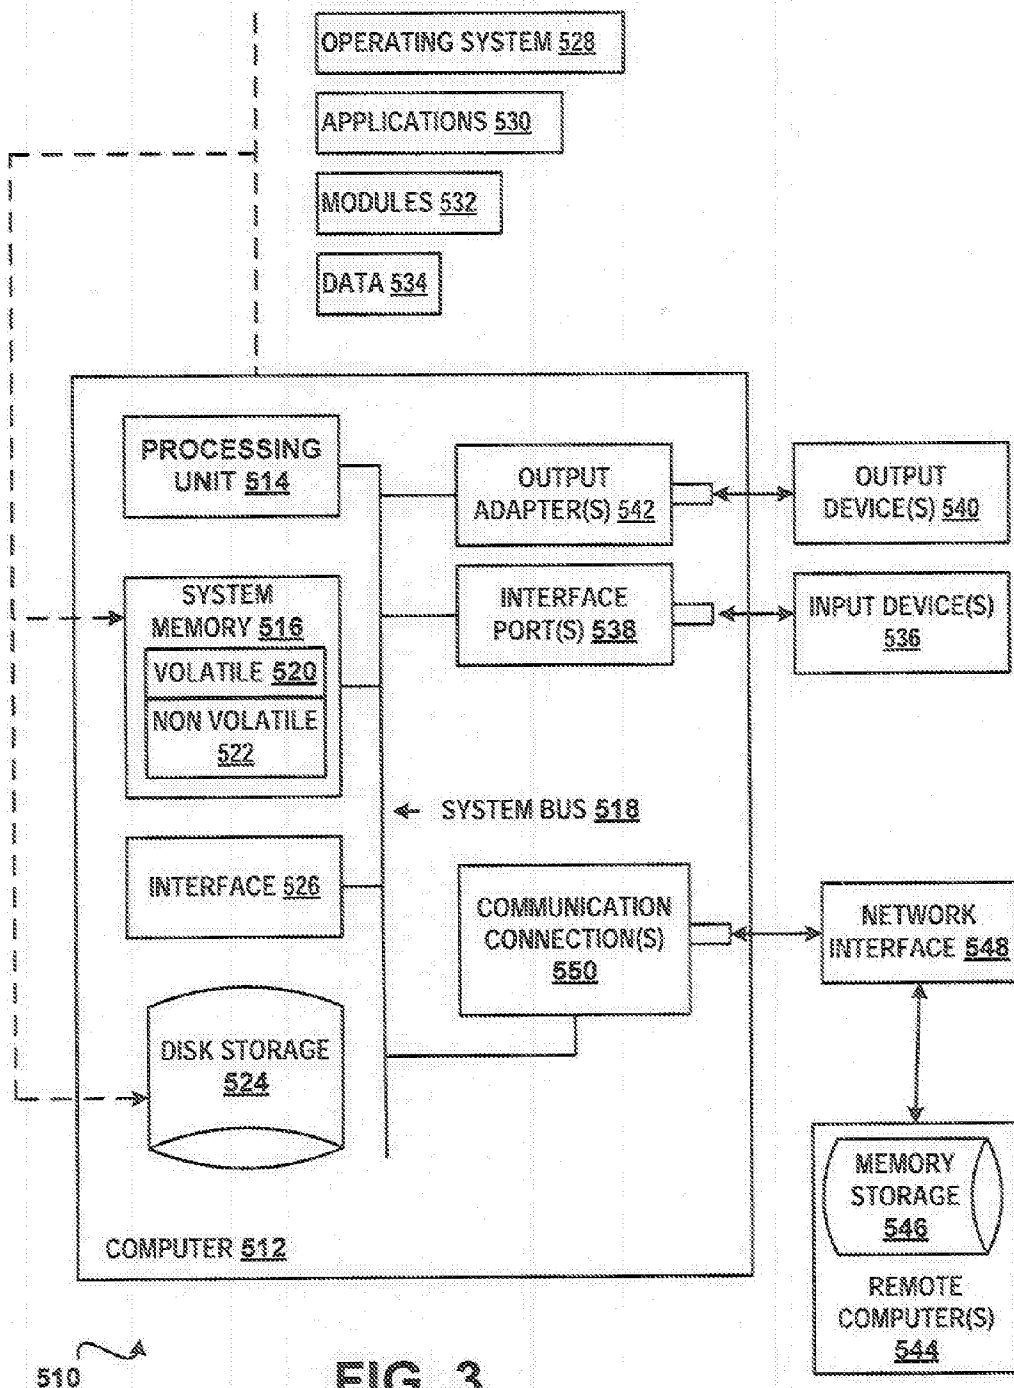 OPERATING SYSTEM 528
APPLICATIONS 530
MODULES 532
DATA 534
PROCESSING
UNIT 514
OUTPUT
ADAPTER(S) 542
OUTPUT
DEVICE(S) 540
SYSTEM
MEMORY 516
VOLATILE 520
NON VOLATILE
522
INTERFACE
PORT(S) 538
INPUT DEVICE(S)
536
SYSTEM BUS 518
INTERFACE 526
COMMUNICATION
CONNECTION(S)
550
NETWORK
INTERFACE 548
DISK STORAGE
524
MEMORY
STORAGE
546
REMOTE
COMPUTER(S)
544
COMPUTER 512
510
FIG. 3